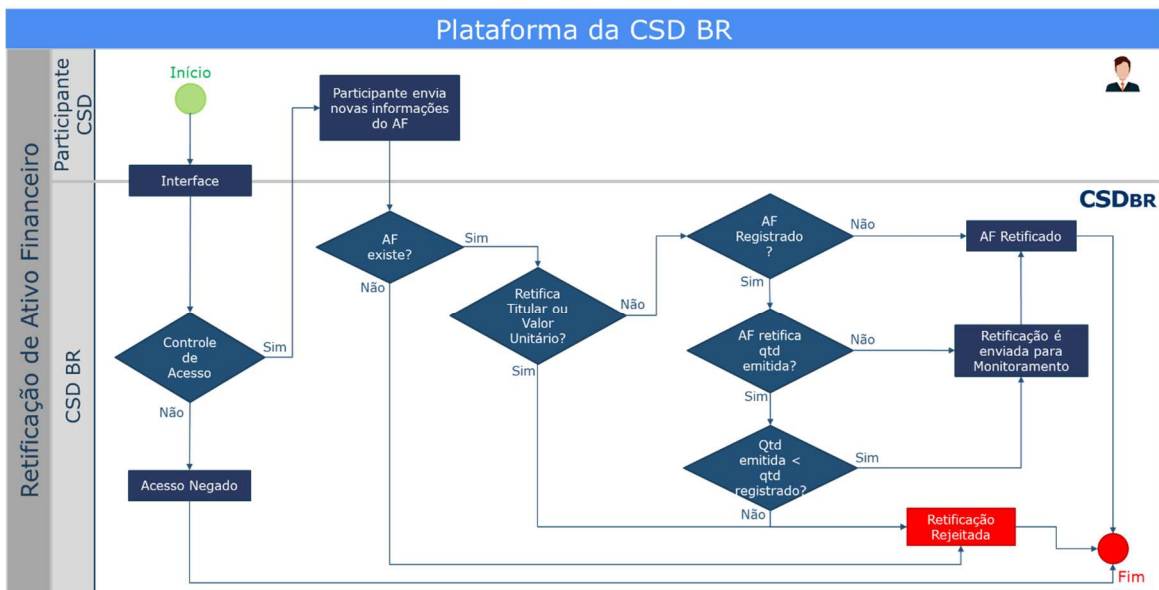 Plataforma da CSD BR
Retificação de Ativo Financeiro
Participante
CSD
CSD BR
Início
Participante envia
novas informações
do AF
Interface
CSDBR
AF
existe?
Sim
Não
AF
Registrado
?
Não
Sim
AF Retificado
Retifica
Titular ou
Valor
Unitário?
Não
Sim
Controle
de
Acesso
Sim
Não
AF retifica
qtd
emitida?
Não
Sim
Retificação é
enviada para
Monitoramento
Qtd
emitida <
qtd
registrado?
Sim
Não
Acesso Negado
Retificação
Rejeitada
Fim